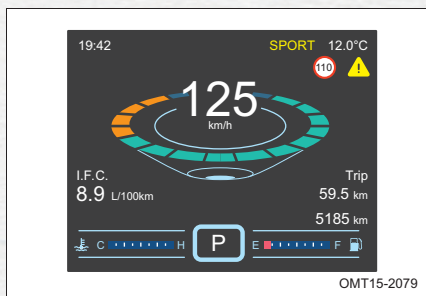 19:42 SPORT 12.0°C
110
125
km/h
I.F.C. Trip
8.9 L/100km 59.5 km
5185 km
C H P E F
OMT15-2079